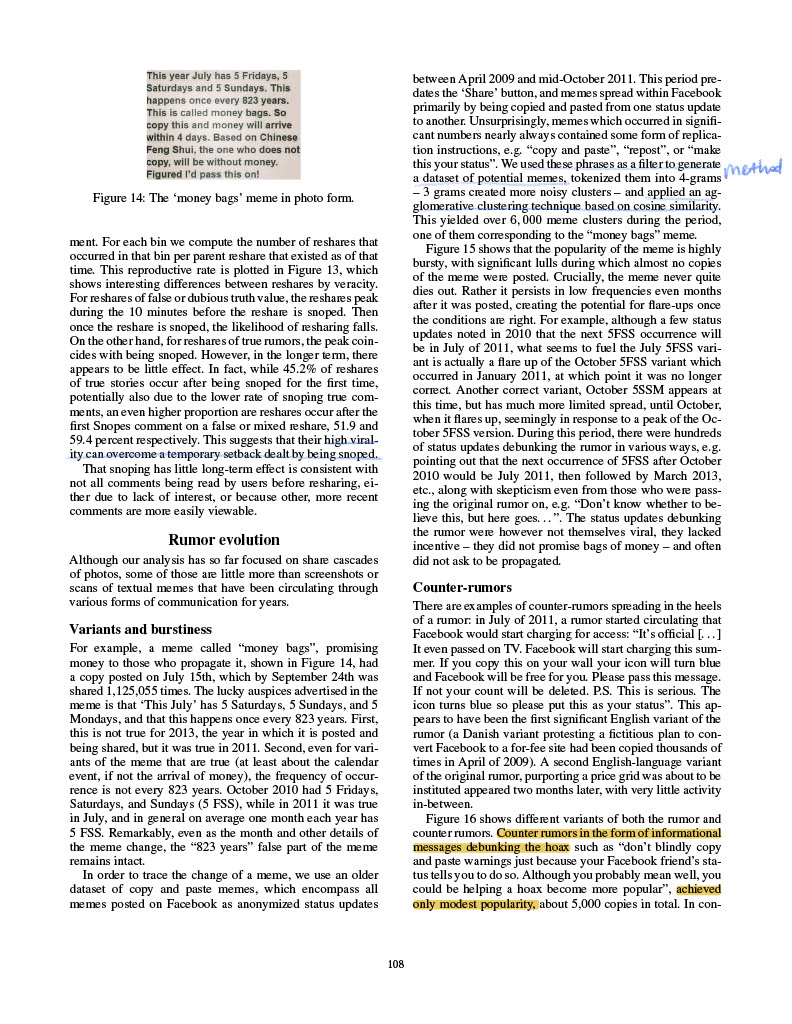 This year July has 5 Fridays, 5
Saturdays and 5 Sundays. This
happens once every 823 years.
This is called money bags. So
copy this and money will arrive
within 4 days. Based on Chinese
Feng Shui, the one who does not
copy, will be without money.
Figured I'd pass this on!
Figure 14: The ‘money bags’ meme in photo form.
ment. For each bin we compute the number of reshares that
occurred in that bin per parent reshare that existed as of that
time. This reproductive rate is plotted in Figure 13, which
shows interesting differences between reshares by veracity.
For reshares of false or dubious truth value, the reshares peak
during the 10 minutes before the reshare is snoped. Then
once the reshare is snoped, the likelihood of resharing falls.
On the other hand, for reshares of true rumors, the peak coin-
cides with being snoped. However, in the longer term, there
appears to be little effect. In fact, while 45.2% of reshares
of true stories occur after being snoped for the first time,
potentially also due to the lower rate of snoping true com-
ments, an even higher proportion are reshares occur after the
first Snopes comment on a false or mixed reshare, 51.9 and
59.4 percent respectively. This suggests that their high viral-
ity can overcome a temporary setback dealt by being snoped.
That snoping has little long-term effect is consistent with
not all comments being read by users before resharing, ei-
ther due to lack of interest, or because other, more recent
comments are more easily viewable.
Rumor evolution
Although our analysis has so far focused on share cascades
of photos, some of those are little more than screenshots or
scans of textual memes that have been circulating through
various forms of communication for years.
Variants and burstiness
For example, a meme called “money bags”, promising
money to those who propagate it, shown in Figure 14, had
a copy posted on July 15th, which by September 24th was
shared 1,125,055 times. The lucky auspices advertised in the
meme is that ‘This July’ has 5 Saturdays, 5 Sundays, and 5
Mondays, and that this happens once every 823 years. First,
this is not true for 2013, the year in which it is posted and
being shared, but it was true in 2011. Second, even for vari-
ants of the meme that are true (at least about the calendar
event, if not the arrival of money), the frequency of occur-
rence is not every 823 years. October 2010 had 5 Fridays,
Saturdays, and Sundays (5 FSS), while in 2011 it was true
in July, and in general on average one month each year has
5 FSS. Remarkably, even as the month and other details of
the meme change, the “823 years” false part of the meme
remains intact.
In order to trace the change of a meme, we use an older
dataset of copy and paste memes, which encompass all
memes posted on Facebook as anonymized status updates
between April 2009 and mid-October 2011. This period pre-
dates the ‘Share’ button, and memes spread within Facebook
primarily by being copied and pasted from one status update
to another. Unsurprisingly, memes which occurred in signifi-
cant numbers nearly always contained some form of replica-
tion instructions, e.g. “copy and paste”, “repost”, or “make
this your status”. We used these phrases as a filter to generate
a dataset of potential memes, tokenized them into 4-grams
– 3 grams created more noisy clusters – and applied an ag-
glomerative clustering technique based on cosine similarity.
This yielded over 6,000 meme clusters during the period,
one of them corresponding to the “money bags” meme.
method
Figure 15 shows that the popularity of the meme is highly
bursty, with significant lulls during which almost no copies
of the meme were posted. Crucially, the meme never quite
dies out. Rather it persists in low frequencies even months
after it was posted, creating the potential for flare-ups once
the conditions are right. For example, although a few status
updates noted in 2010 that the next 5FSS occurrence will
be in July of 2011, what seems to fuel the July 5FSS vari-
ant is actually a flare up of the October 5FSS variant which
occurred in January 2011, at which point it was no longer
correct. Another correct variant, October 5SSM appears at
this time, but has much more limited spread, until October,
when it flares up, seemingly in response to a peak of the Oc-
tober 5FSS version. During this period, there were hundreds
of status updates debunking the rumor in various ways, e.g.
pointing out that the next occurrence of 5FSS after October
2010 would be July 2011, then followed by March 2013,
etc., along with skepticism even from those who were pass-
ing the original rumor on, e.g. “Don't know whether to be-
lieve this, but here goes. . . ”. The status updates debunking
the rumor were however not themselves viral, they lacked
incentive – they did not promise bags of money – and often
did not ask to be propagated.
Counter-rumors
There are examples of counter-rumors spreading in the heels
of a rumor: in July of 2011, a rumor started circulating that
Facebook would start charging for access: “It's official [. . . ]
It even passed on TV. Facebook will start charging this sum-
mer. If you copy this on your wall your icon will turn blue
and Facebook will be free for you. Please pass this message.
If not your count will be deleted. P.S. This is serious. The
icon turns blue so please put this as your status”. This ap-
pears to have been the first significant English variant of the
rumor (a Danish variant protesting a fictitious plan to con-
vert Facebook to a for-fee site had been copied thousands of
times in April of 2009). A second English-language variant
of the original rumor, purporting a price grid was about to be
instituted appeared two months later, with very little activity
in-between.
Figure 16 shows different variants of both the rumor and
counter rumors. Counter rumors in the form of informational
messages debunking the hoax such as “don't blindly copy
and paste warnings just because your Facebook friend's sta-
tus tells you to do so. Although you probably mean well, you
could be helping a hoax become more popular”, achieved
only modest popularity, about 5,000 copies in total. In con-
108